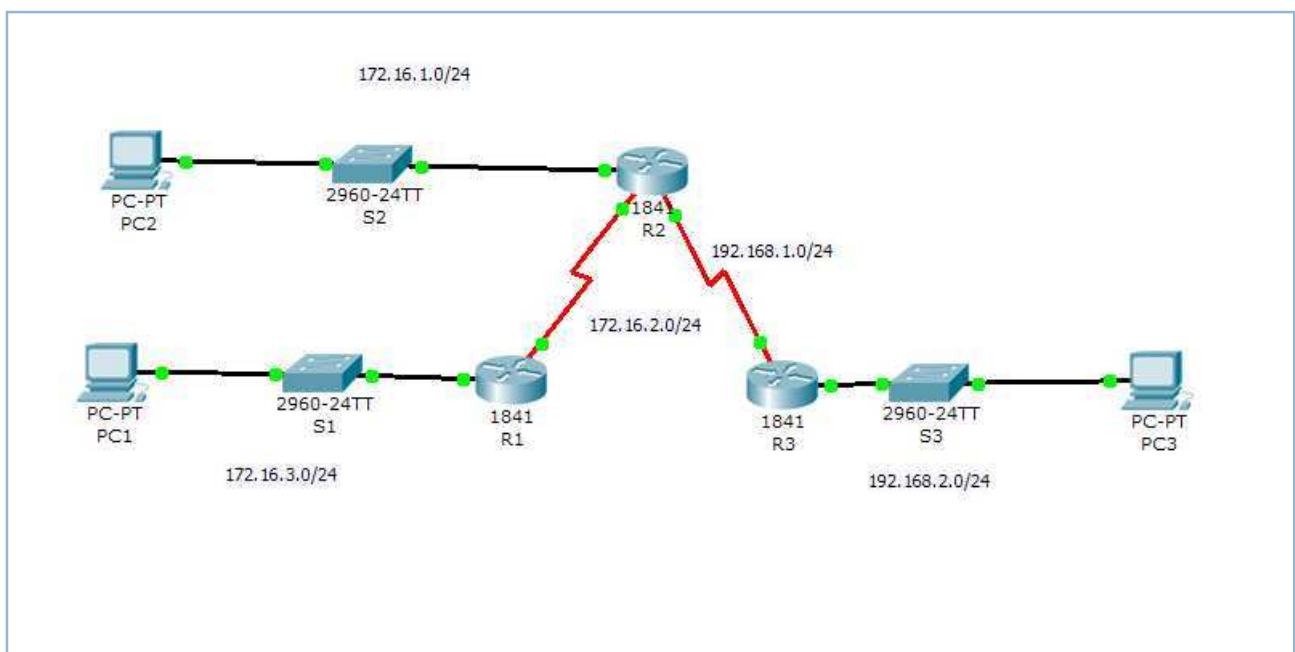 172.16.1.0/24
PC-PT
PC2
2960-24TT
S2
1841
R2
192.168.1.0/24
172.16.2.0/24
PC-PT
PC1
2960-24TT
S1
1841
R1
1841
R3
2960-24TT
S3
PC-PT
PC3
172.16.3.0/24
192.168.2.0/24